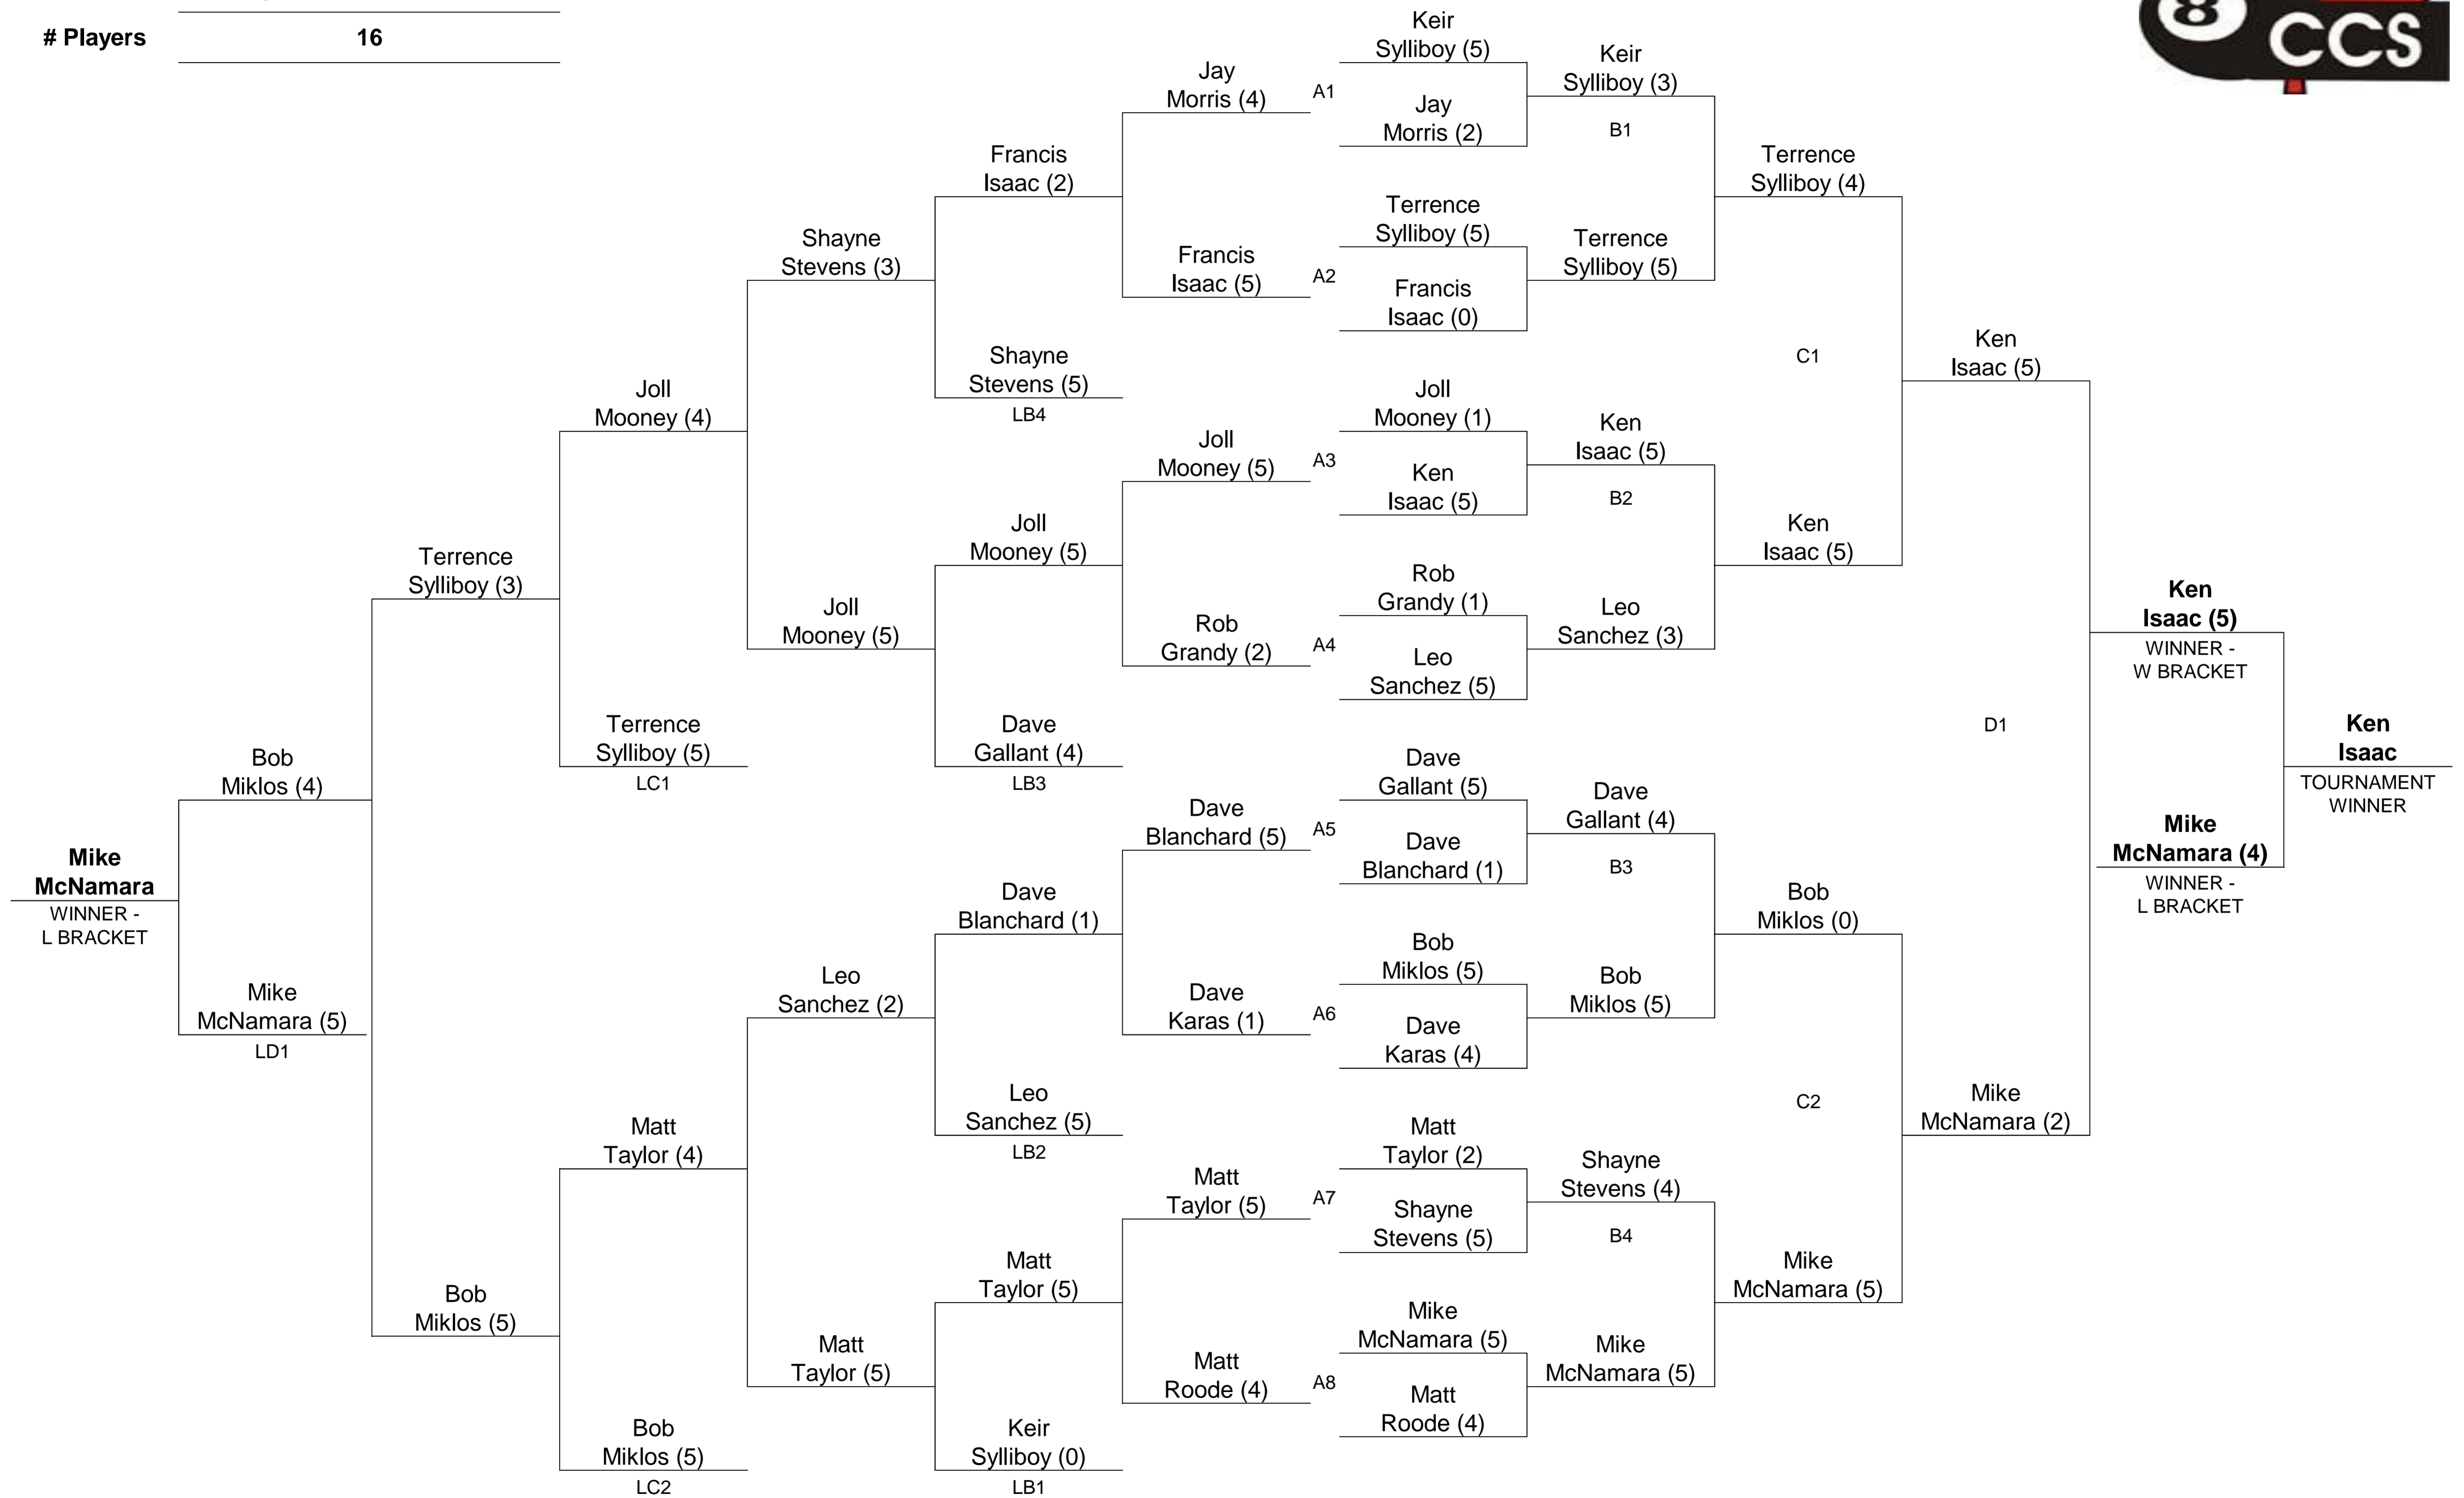 # Players
16
8
CCS
Mike
McNamara
WINNER -
L BRACKET
Bob
Miklos (4)
Mike
McNamara (5)
LD1
Terrence
Sylliboy (3)
Bob
Miklos (5)
Joll
Mooney (4)
Terrence
Sylliboy (5)
LC1
Matt
Taylor (4)
Bob
Miklos (5)
LC2
Shayne
Stevens (3)
Joll
Mooney (5)
Leo
Sanchez (2)
Matt
Taylor (5)
Francis
Isaac (2)
Shayne
Stevens (5)
LB4
Joll
Mooney (5)
Dave
Gallant (4)
LB3
Dave
Blanchard (1)
Leo
Sanchez (5)
LB2
Matt
Taylor (5)
Keir
Sylliboy (0)
LB1
Jay
Morris (4)
Francis
Isaac (5)
Joll
Mooney (5)
Rob
Grandy (2)
Dave
Blanchard (5)
Dave
Karas (1)
Matt
Taylor (5)
Matt
Roode (4)
A1
A2
A3
A4
A5
A6
A7
A8
Keir
Sylliboy (5)
Jay
Morris (2)
Terrence
Sylliboy (5)
Francis
Isaac (0)
Joll
Mooney (1)
Ken
Isaac (5)
Rob
Grandy (1)
Leo
Sanchez (5)
Dave
Gallant (5)
Dave
Blanchard (1)
Bob
Miklos (5)
Dave
Karas (4)
Matt
Taylor (2)
Shayne
Stevens (5)
Mike
McNamara (5)
Matt
Roode (4)
Keir
Sylliboy (3)
B1
Terrence
Sylliboy (5)
Ken
Isaac (5)
B2
Leo
Sanchez (3)
Dave
Gallant (4)
B3
Bob
Miklos (5)
Shayne
Stevens (4)
B4
Mike
McNamara (5)
Terrence
Sylliboy (4)
C1
Ken
Isaac (5)
Bob
Miklos (0)
C2
Mike
McNamara (5)
Ken
Isaac (5)
D1
Mike
McNamara (2)
Ken
Isaac (5)
WINNER -
W BRACKET
Mike
McNamara (4)
WINNER -
L BRACKET
Ken
Isaac
TOURNAMENT
WINNER